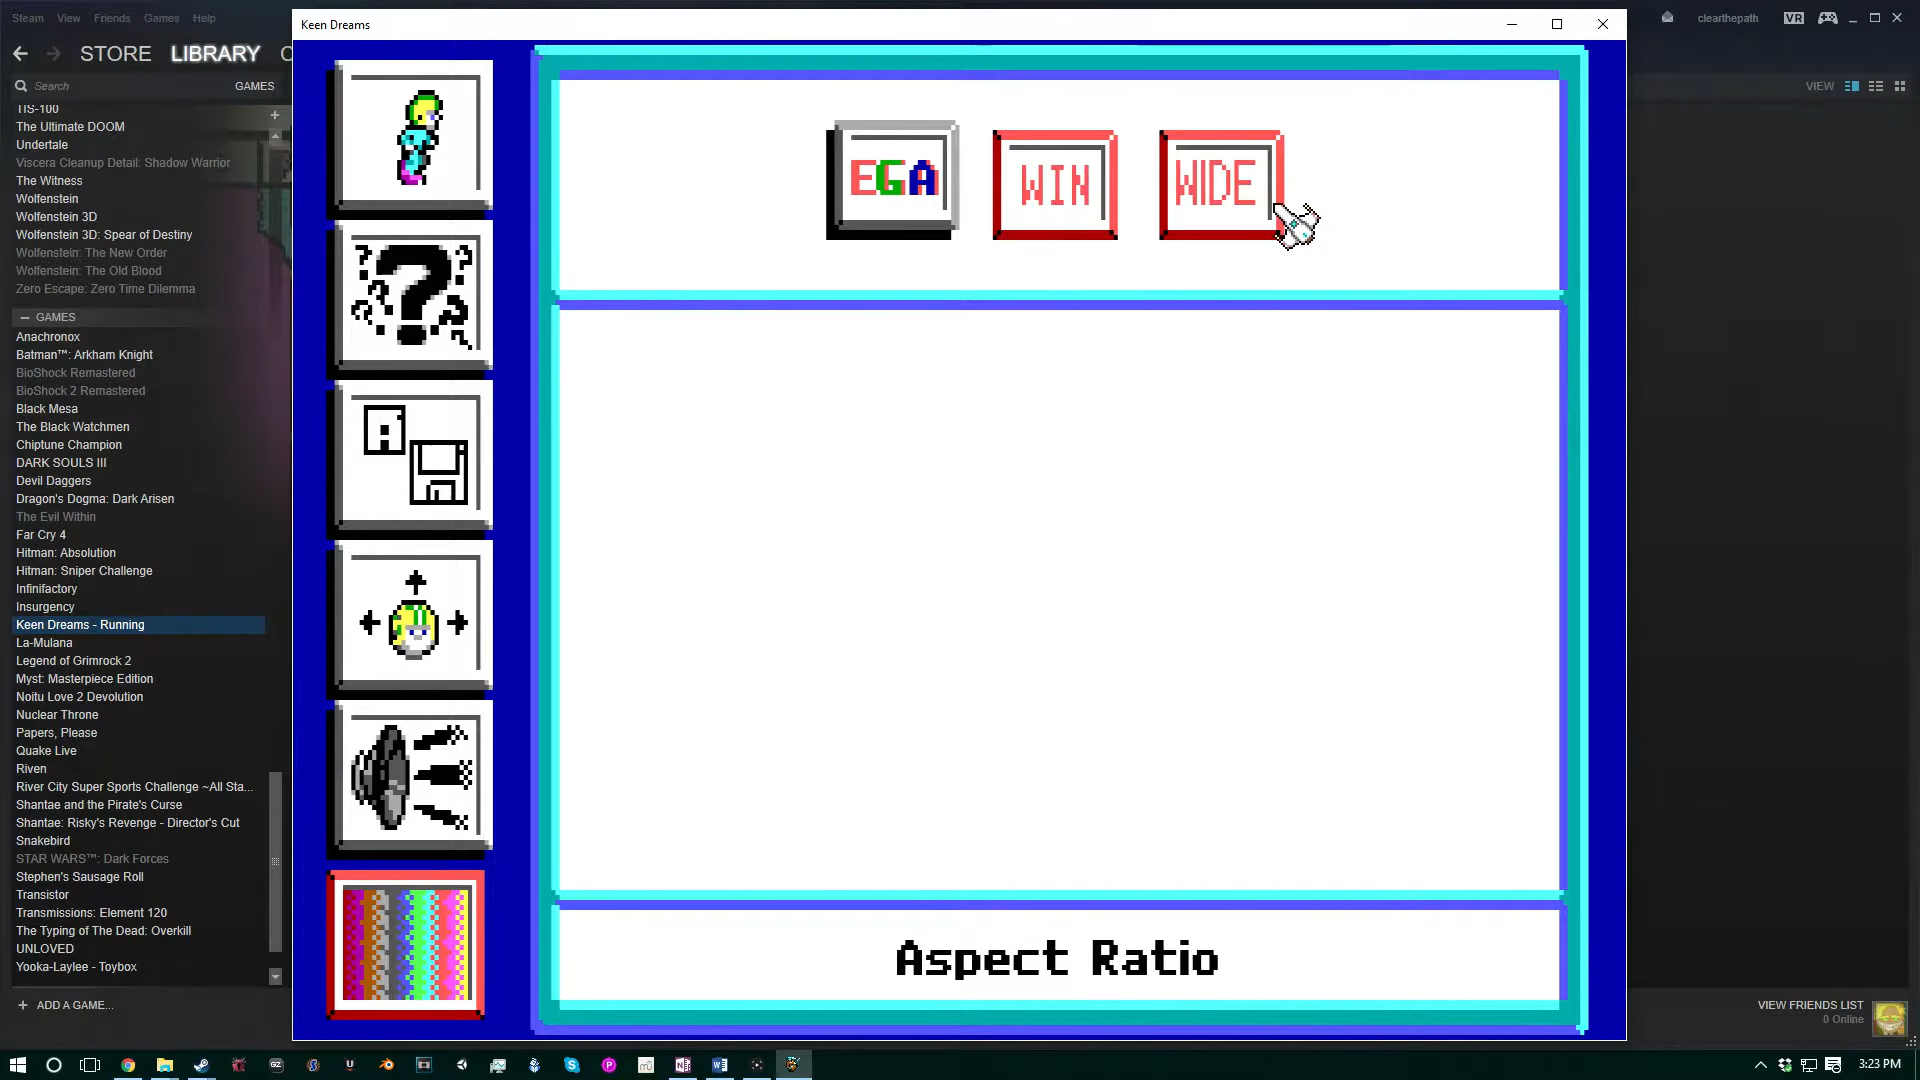 Steam View Friends Games Help
clearthepath
VR
STORE LIBRARY C
Search GAMES
VIEW
TIS-100
The Ultimate DOOM
Undertale
Viscera Cleanup Detail: Shadow Warrior
The Witness
Wolfenstein
Wolfenstein 3D
Wolfenstein 3D: Spear of Destiny
Wolfenstein: The New Order
Wolfenstein: The Old Blood
Zero Escape: Zero Time Dilemma
GAMES
Anachronox
Batman™: Arkham Knight
BioShock Remastered
BioShock 2 Remastered
Black Mesa
The Black Watchmen
Chiptune Champion
DARK SOULS III
Devil Daggers
Dragon's Dogma: Dark Arisen
The Evil Within
Far Cry 4
Hitman: Absolution
Hitman: Sniper Challenge
Infinifactory
Insurgency
Keen Dreams - Running
La-Mulana
Legend of Grimrock 2
Myst: Masterpiece Edition
Noitu Love 2 Devolution
Nuclear Throne
Papers, Please
Quake Live
Riven
River City Super Sports Challenge ~All Sta...
Shantae and the Pirate's Curse
Shantae: Risky's Revenge - Director's Cut
Snakebird
STAR WARS™: Dark Forces
Stephen's Sausage Roll
Transistor
Transmissions: Element 120
The Typing of The Dead: Overkill
UNLOVED
Yooka-Laylee - Toybox
ADD A GAME...
Keen Dreams
EGA WIN WIDE
Aspect Ratio
VIEW FRIENDS LIST
0 Online
3:23 PM